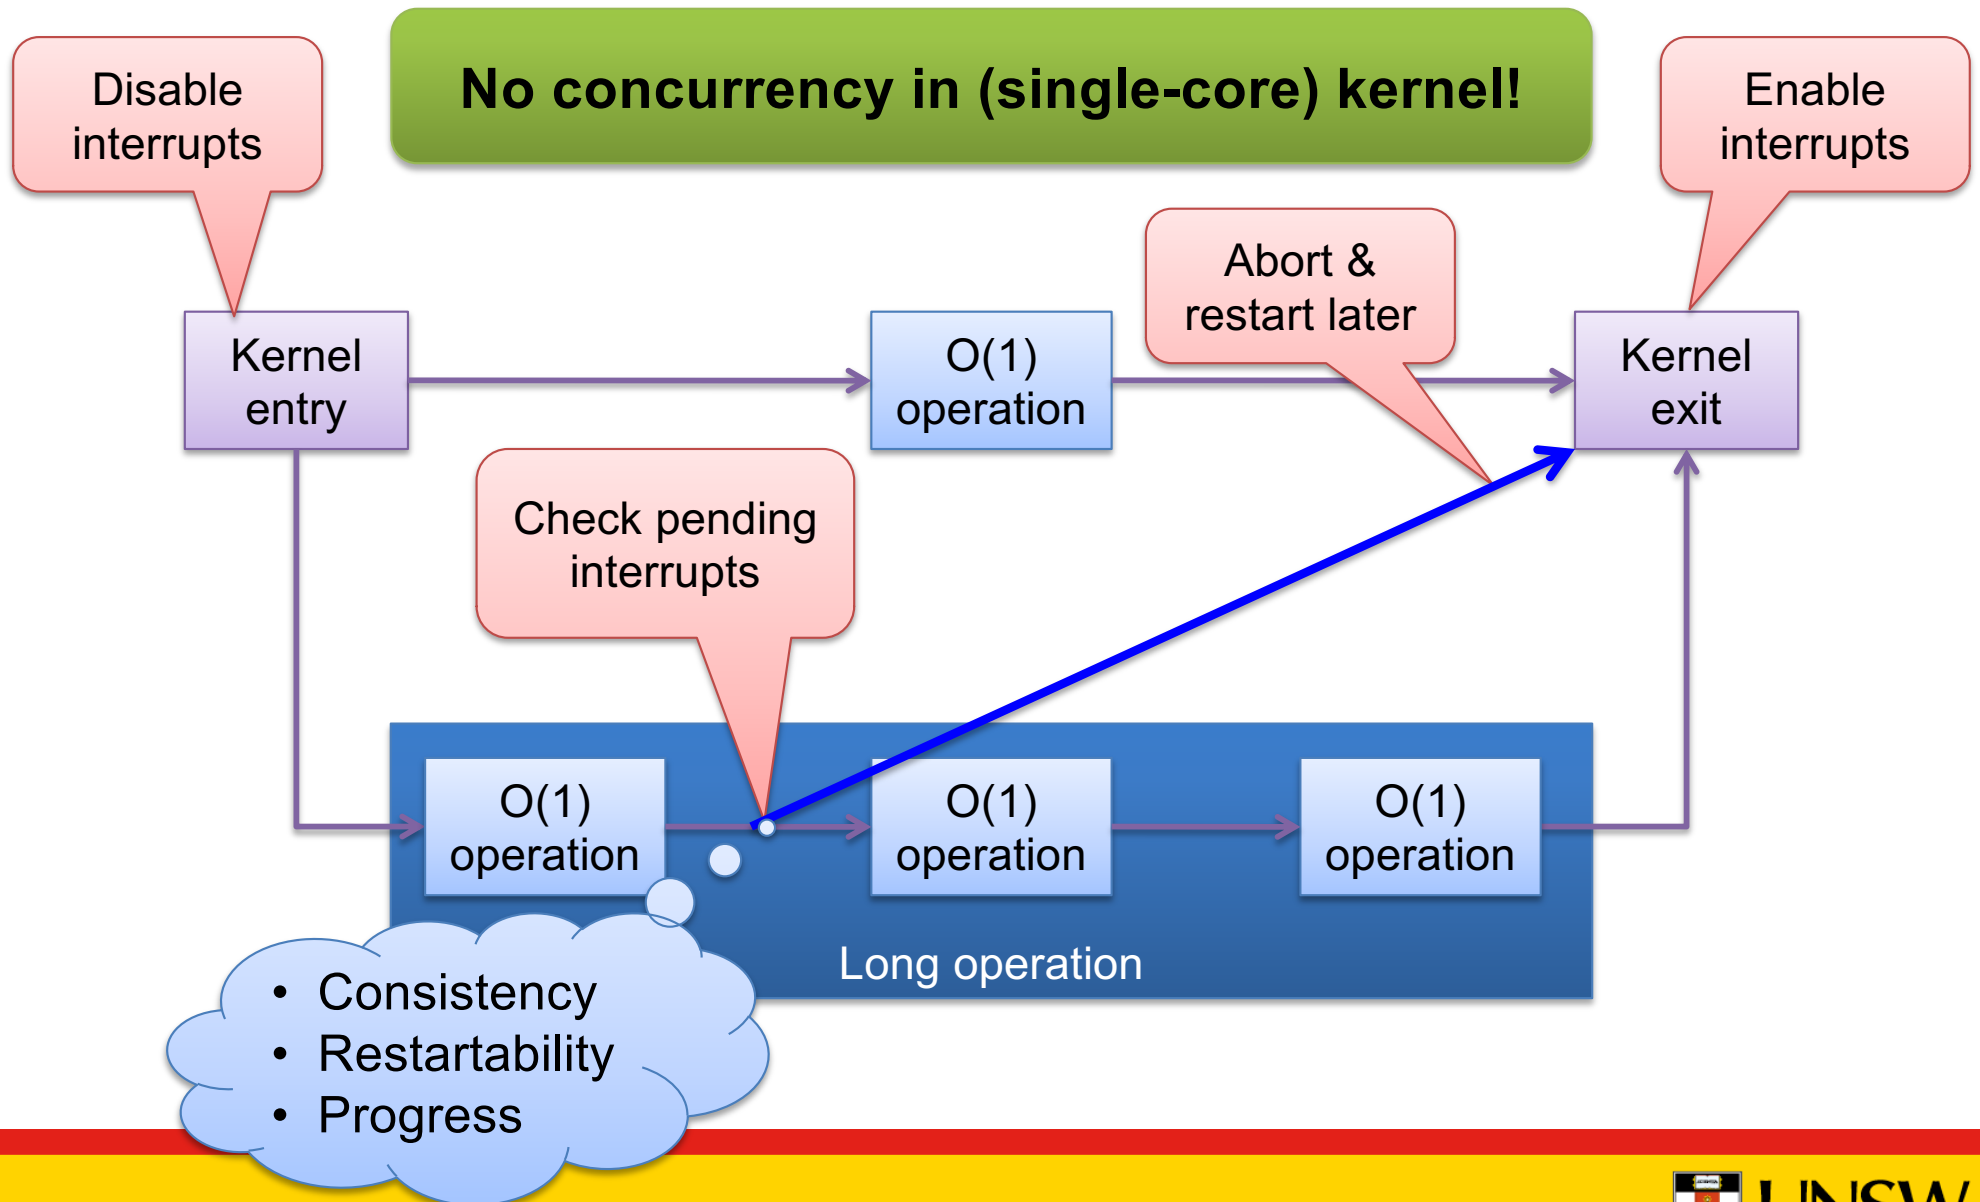 No concurrency in (single-core) kernel!
Disable
interrupts
Enable
interrupts
Abort &
restart later
Kernel
entry
O(1)
operation
Kernel
exit
Check pending
interrupts
O(1)
operation
O(1)
operation
O(1)
operation
Long operation
• Consistency
• Restartability
• Progress
UNSW